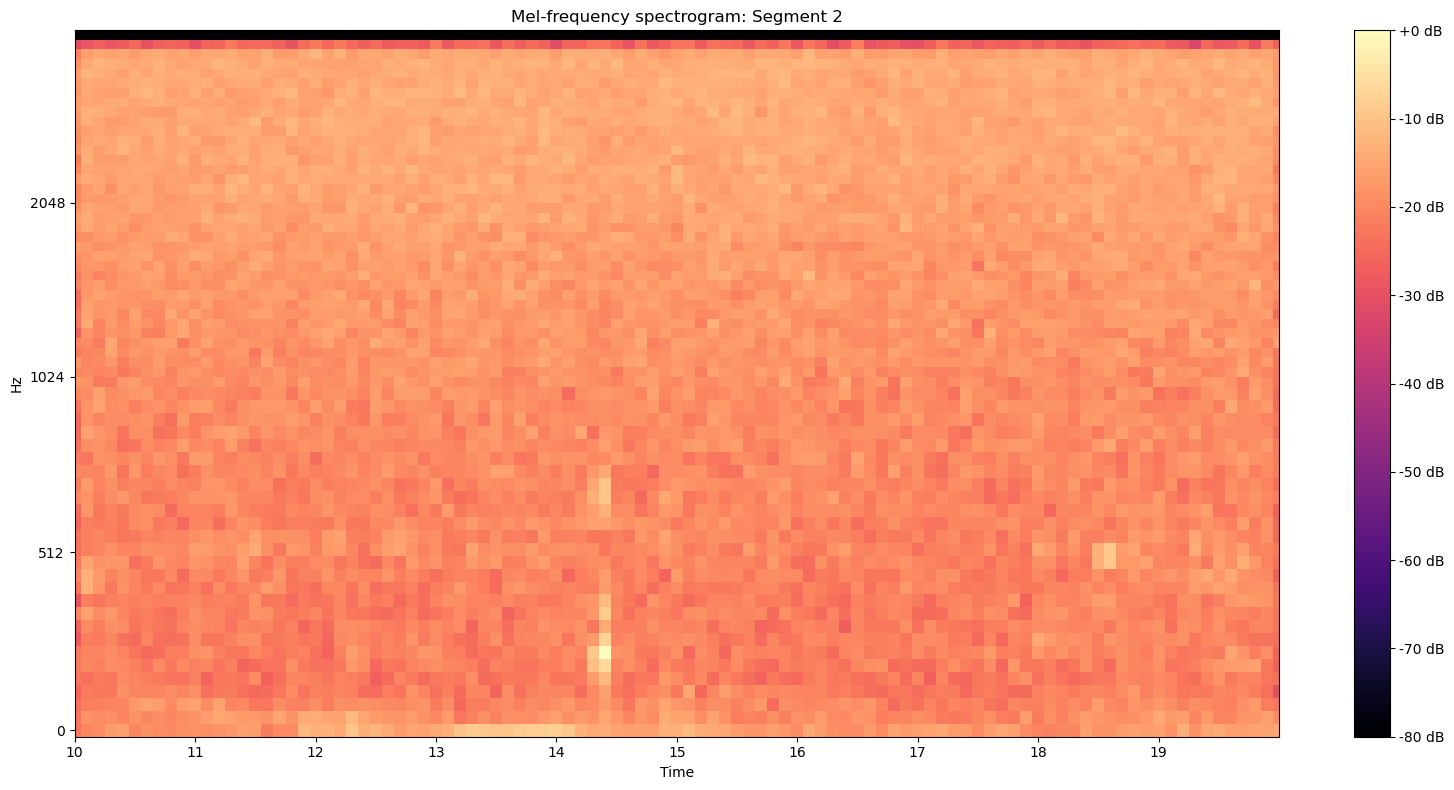 Mel-frequency spectrogram: Segment 2
Hz
2048
1024
512
0
10 11 12 13 14 15 16 17 18 19
Time
+0 dB
-10 dB
-20 dB
-30 dB
-40 dB
-50 dB
-60 dB
-70 dB
-80 dB